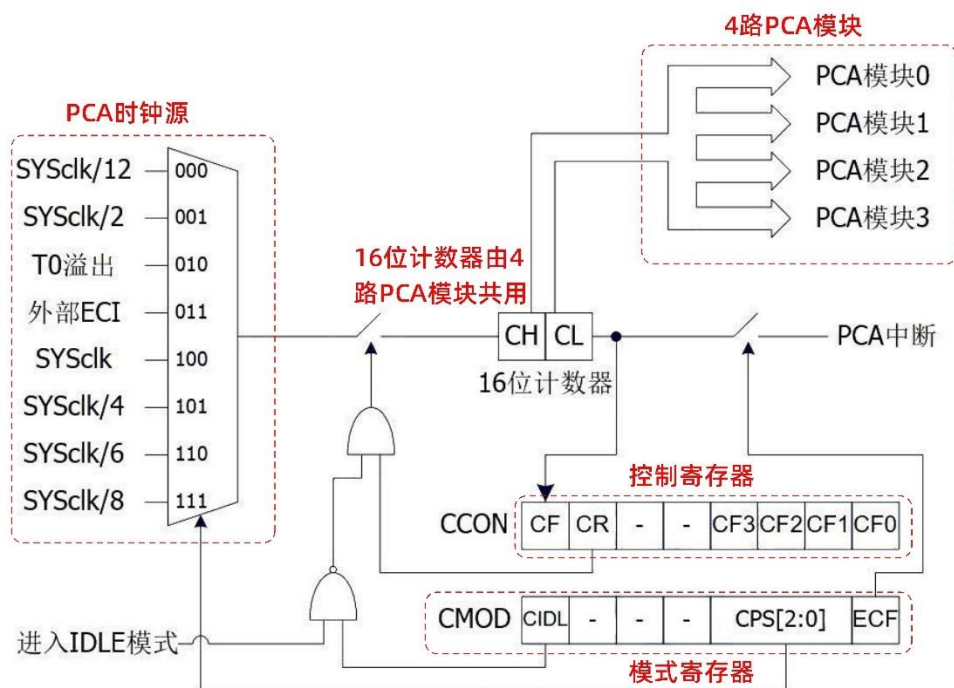 4路PCA模块
PCA模块0
PCA模块1
PCA模块2
PCA模块3
PCA时钟源
SYSclk/12 000
SYSclk/2 001
T0溢出 010
外部ECI 011
SYSclk 100
SYSclk/4 101
SYSclk/6 110
SYSclk/8 111
16位计数器由4
路PCA模块共用
CH CL
16位计数器
PCA中断
控制寄存器
CCON CF CR - - CF3 CF2 CF1 CF0
CMOD CIDL - - - CPS[2:0] ECF
模式寄存器
进入IDLE模式